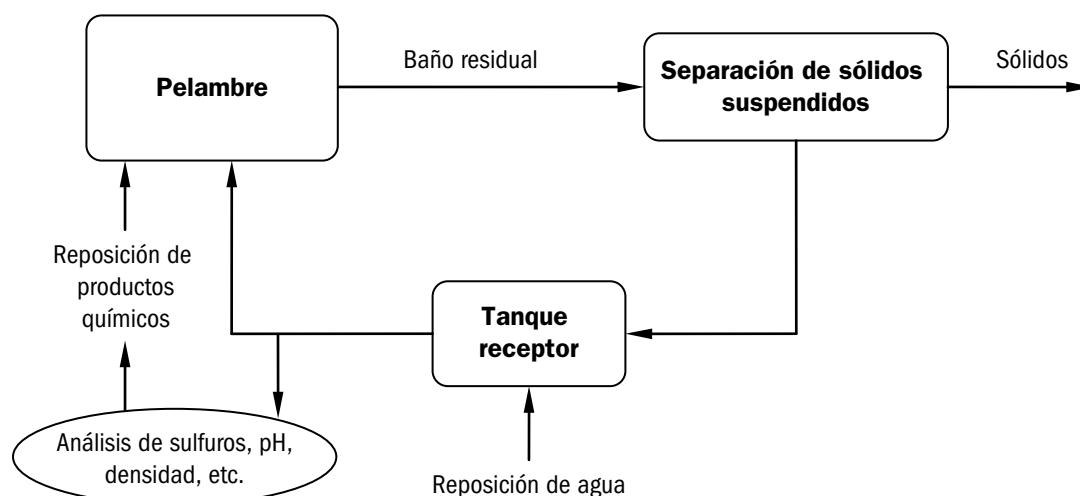 Pelambre
Baño residual
Separación de sólidos
suspendidos
Sólidos
Reposición de
productos
químicos
Tanque
receptor
Análisis de sulfuros, pH,
densidad, etc.
Reposición de agua